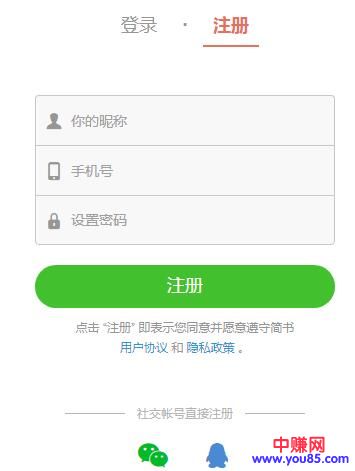 登录 · 注册
你的昵称
手机号
设置密码
注册
点击 “注册” 即表示您同意并愿意遵守简书
用户协议 和 隐私政策 。
社交帐号直接注册
中赚网
www.you85.com